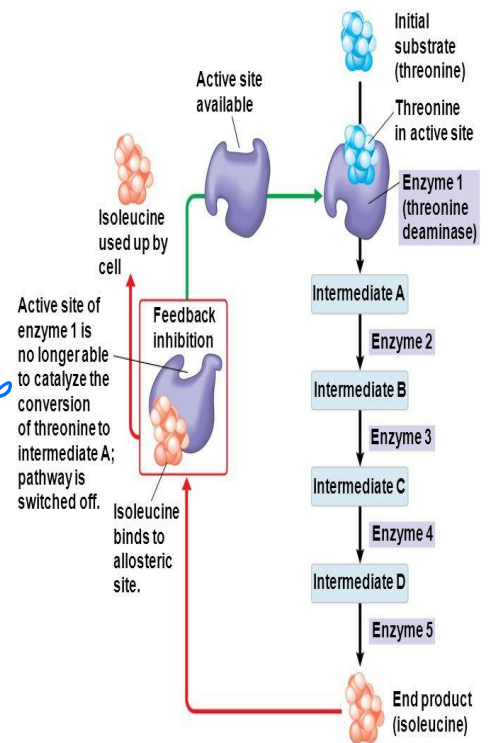 Initial
substrate
(threonine)
Active site
available
Threonine
in active site
Enzyme 1
(threonine
deaminase)
Isoleucine
used up by
cell
Active site of
enzyme 1 is
no longer able
to catalyze the
conversion
of threonine to
intermediate A;
pathway is
switched off.
Feedback
inhibition
Isoleucine
binds to
allosteric
site.
Intermediate A
Enzyme 2
Intermediate B
Enzyme 3
Intermediate C
Enzyme 4
Intermediate D
Enzyme 5
End product
(isoleucine)